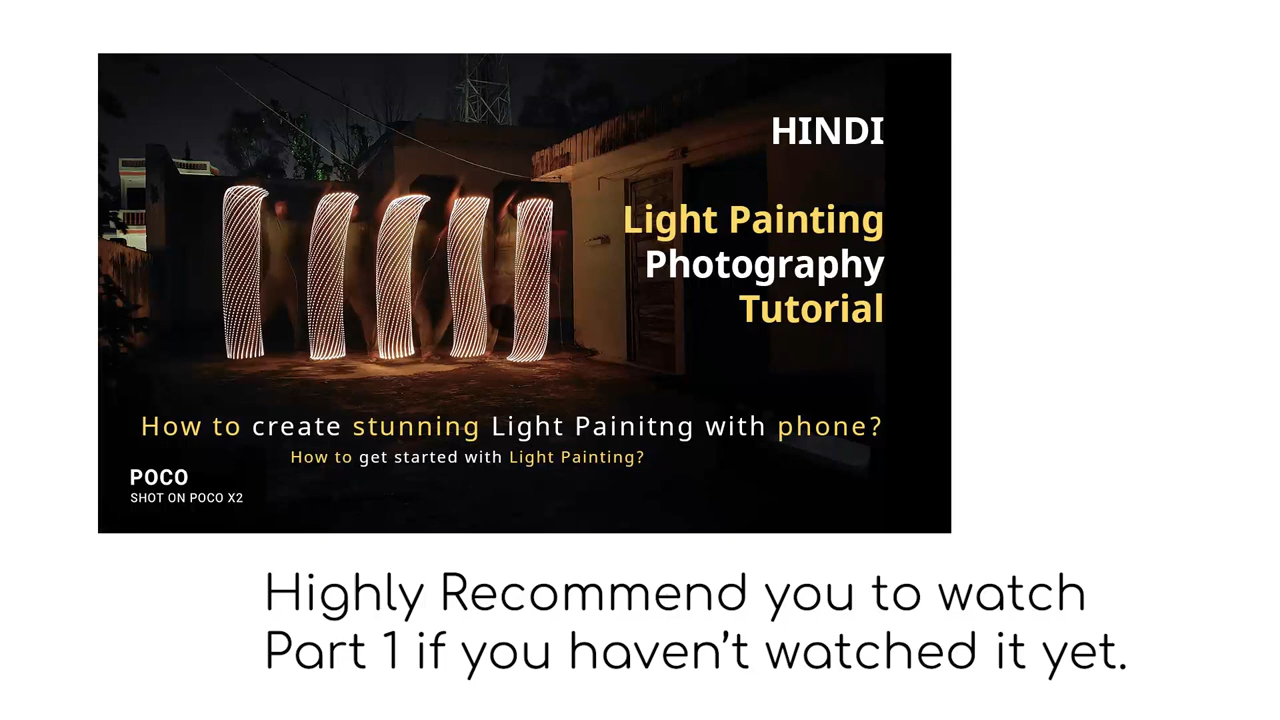 HINDI
Light Painting
Photography
Tutorial
How to create stunning Light Painitng with phone?
How to get started with Light Painting?
POCO
SHOT ON POCO X2
Highly Recommend you to watch
Part 1 if you haven't watched it yet.